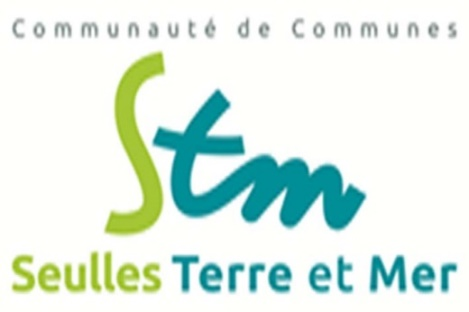 Communauté de Communes
Stm
Seulles Terre et Mer